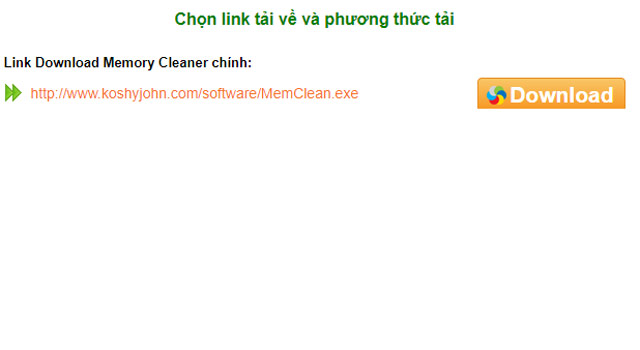 Chọn link tải về và phương thức tải
Link Download Memory Cleaner chính:
http://www.koshyjohn.com/software/MemClean.exe
Download